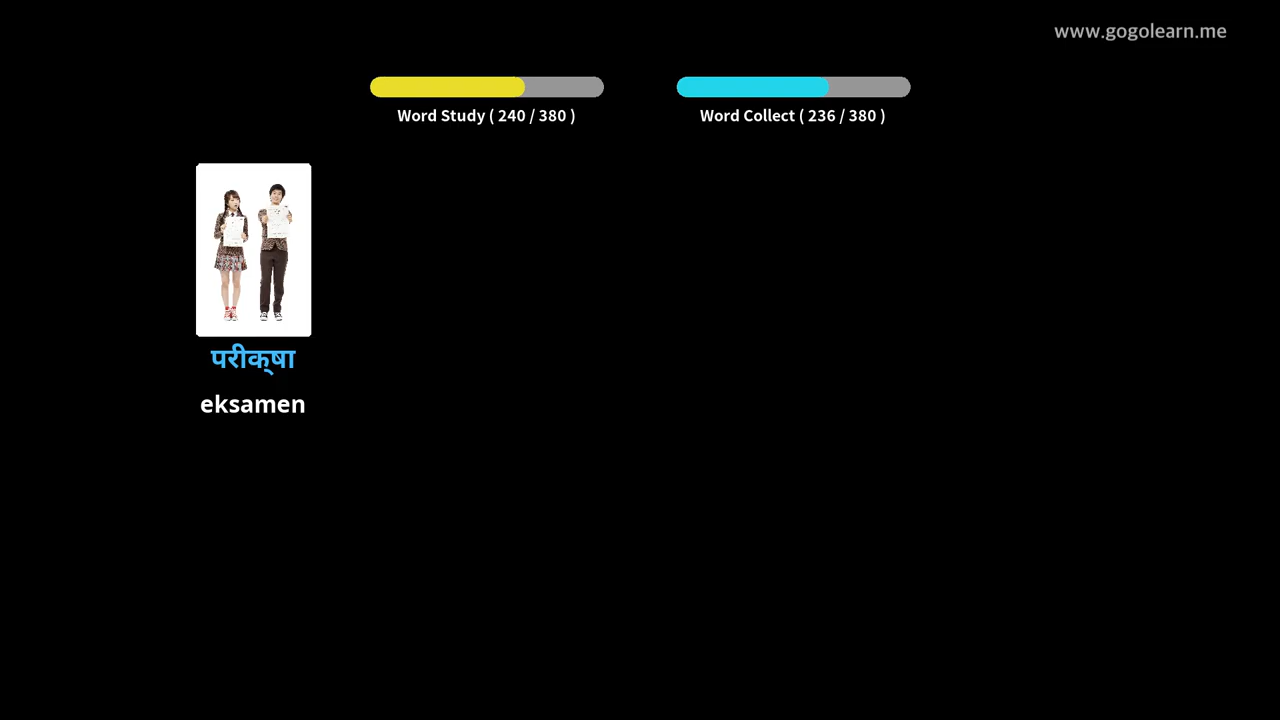 www.gogolearn.me
Word Study ( 240 / 380 )
Word Collect ( 236 / 380 )
परीक्‌षा
eksamen